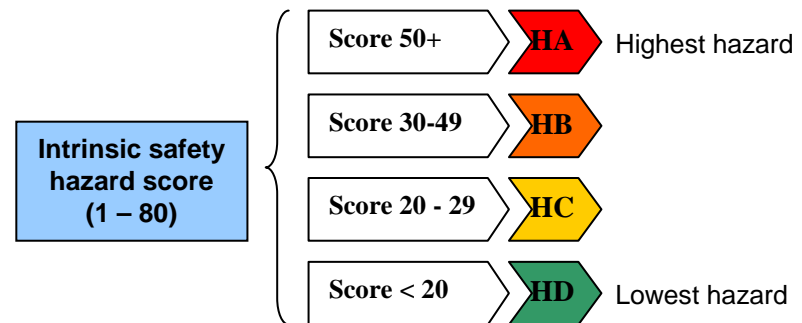 Score 50+ HA Highest hazard
Score 30-49 HB
Intrinsic safety
hazard score
(1 – 80)
Score 20 - 29 HC
Score < 20 HD Lowest hazard